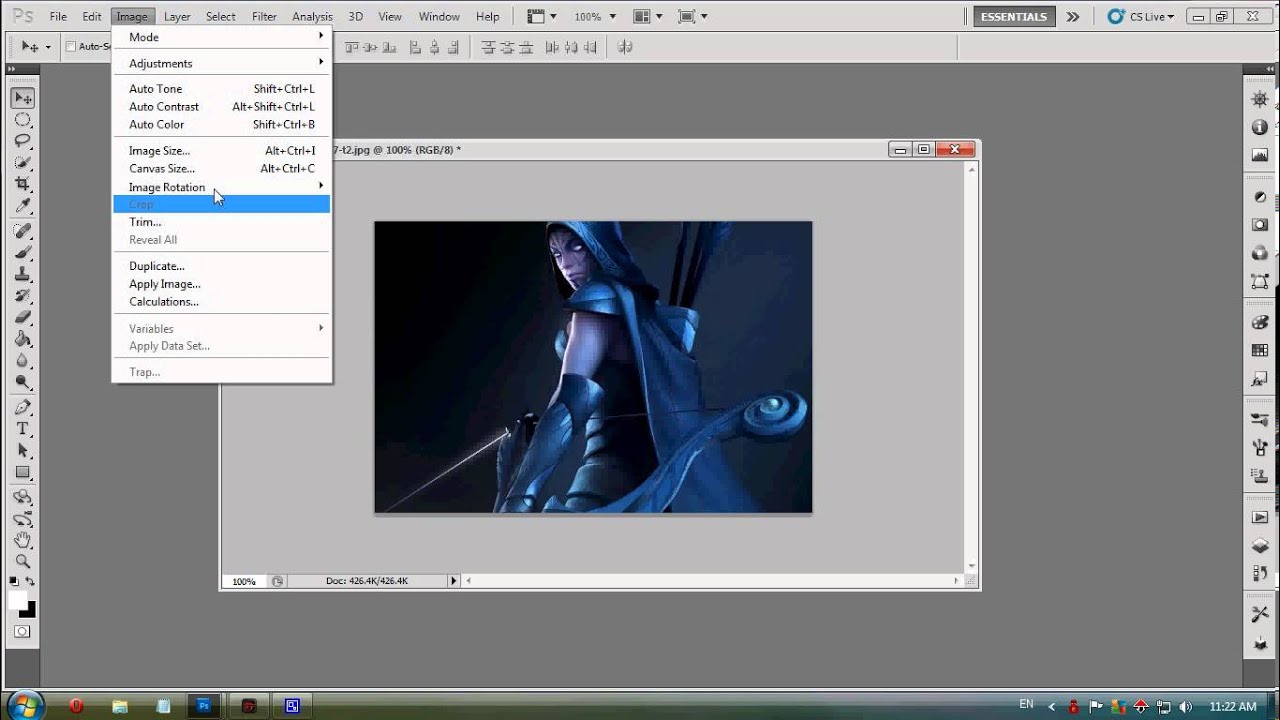 Ps File Edit Image Layer Select Filter Analysis 3D View Window Help 100% ESSENTIALS CS Live
Auto-Se
Mode
Adjustments
Auto Tone Shift+Ctrl+L
Auto Contrast Alt+Shift+Ctrl+L
Auto Color Shift+Ctrl+B
Image Size... Alt+Ctrl+I
Canvas Size... Alt+Ctrl+C
Image Rotation
Crop
Trim...
Reveal All
Duplicate...
Apply Image...
Calculations...
Variables
Apply Data Set...
Trap...
7-t2.jpg @ 100% (RGB/8) *
T
100% Doc: 426.4K/426.4K
Ps EN 11:22 AM